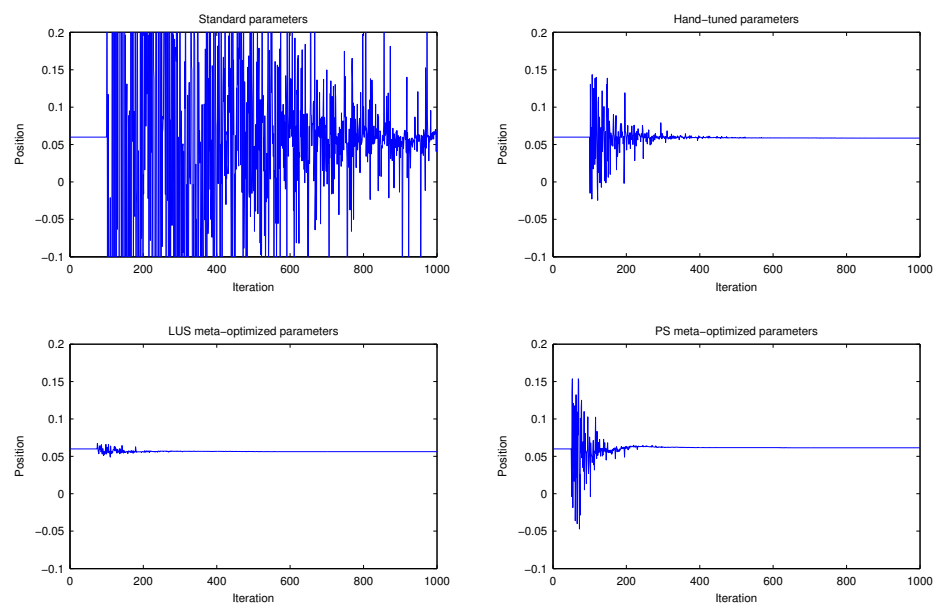 Standard parameters
0.2
0.15
0.1
0.05
0
−0.05
−0.1
Position
0 200 400 600 800 1000
Iteration
Hand−tuned parameters
0.2
0.15
0.1
0.05
0
−0.05
−0.1
Position
0 200 400 600 800 1000
Iteration
LUS meta−optimized parameters
0.2
0.15
0.1
0.05
0
−0.05
−0.1
Position
0 200 400 600 800 1000
Iteration
PS meta−optimized parameters
0.2
0.15
0.1
0.05
0
−0.05
−0.1
Position
0 200 400 600 800 1000
Iteration